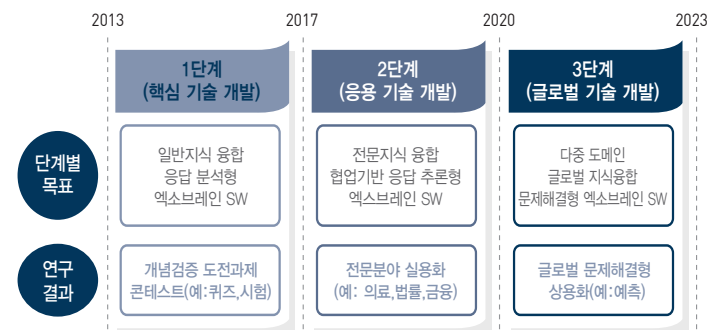 2013 2017 2020 2023
1단계 2단계 3단계
(핵심 기술 개발) (응용 기술 개발) (글로벌 기술 개발)
단계별
목표
일반지식 융합
응답 분석형
엑소브레인 SW
전문지식 융합
협업기반 응답 추론형
엑스브레인 SW
다중 도메인
글로벌 지식융합
문제해결형 엑소브레인 SW
연구
결과
개념검증 도전과제
콘테스트(예:퀴즈,시험)
전문분야 실용화
(예: 의료,법률,금융)
글로벌 문제해결형
상용화(예:예측)